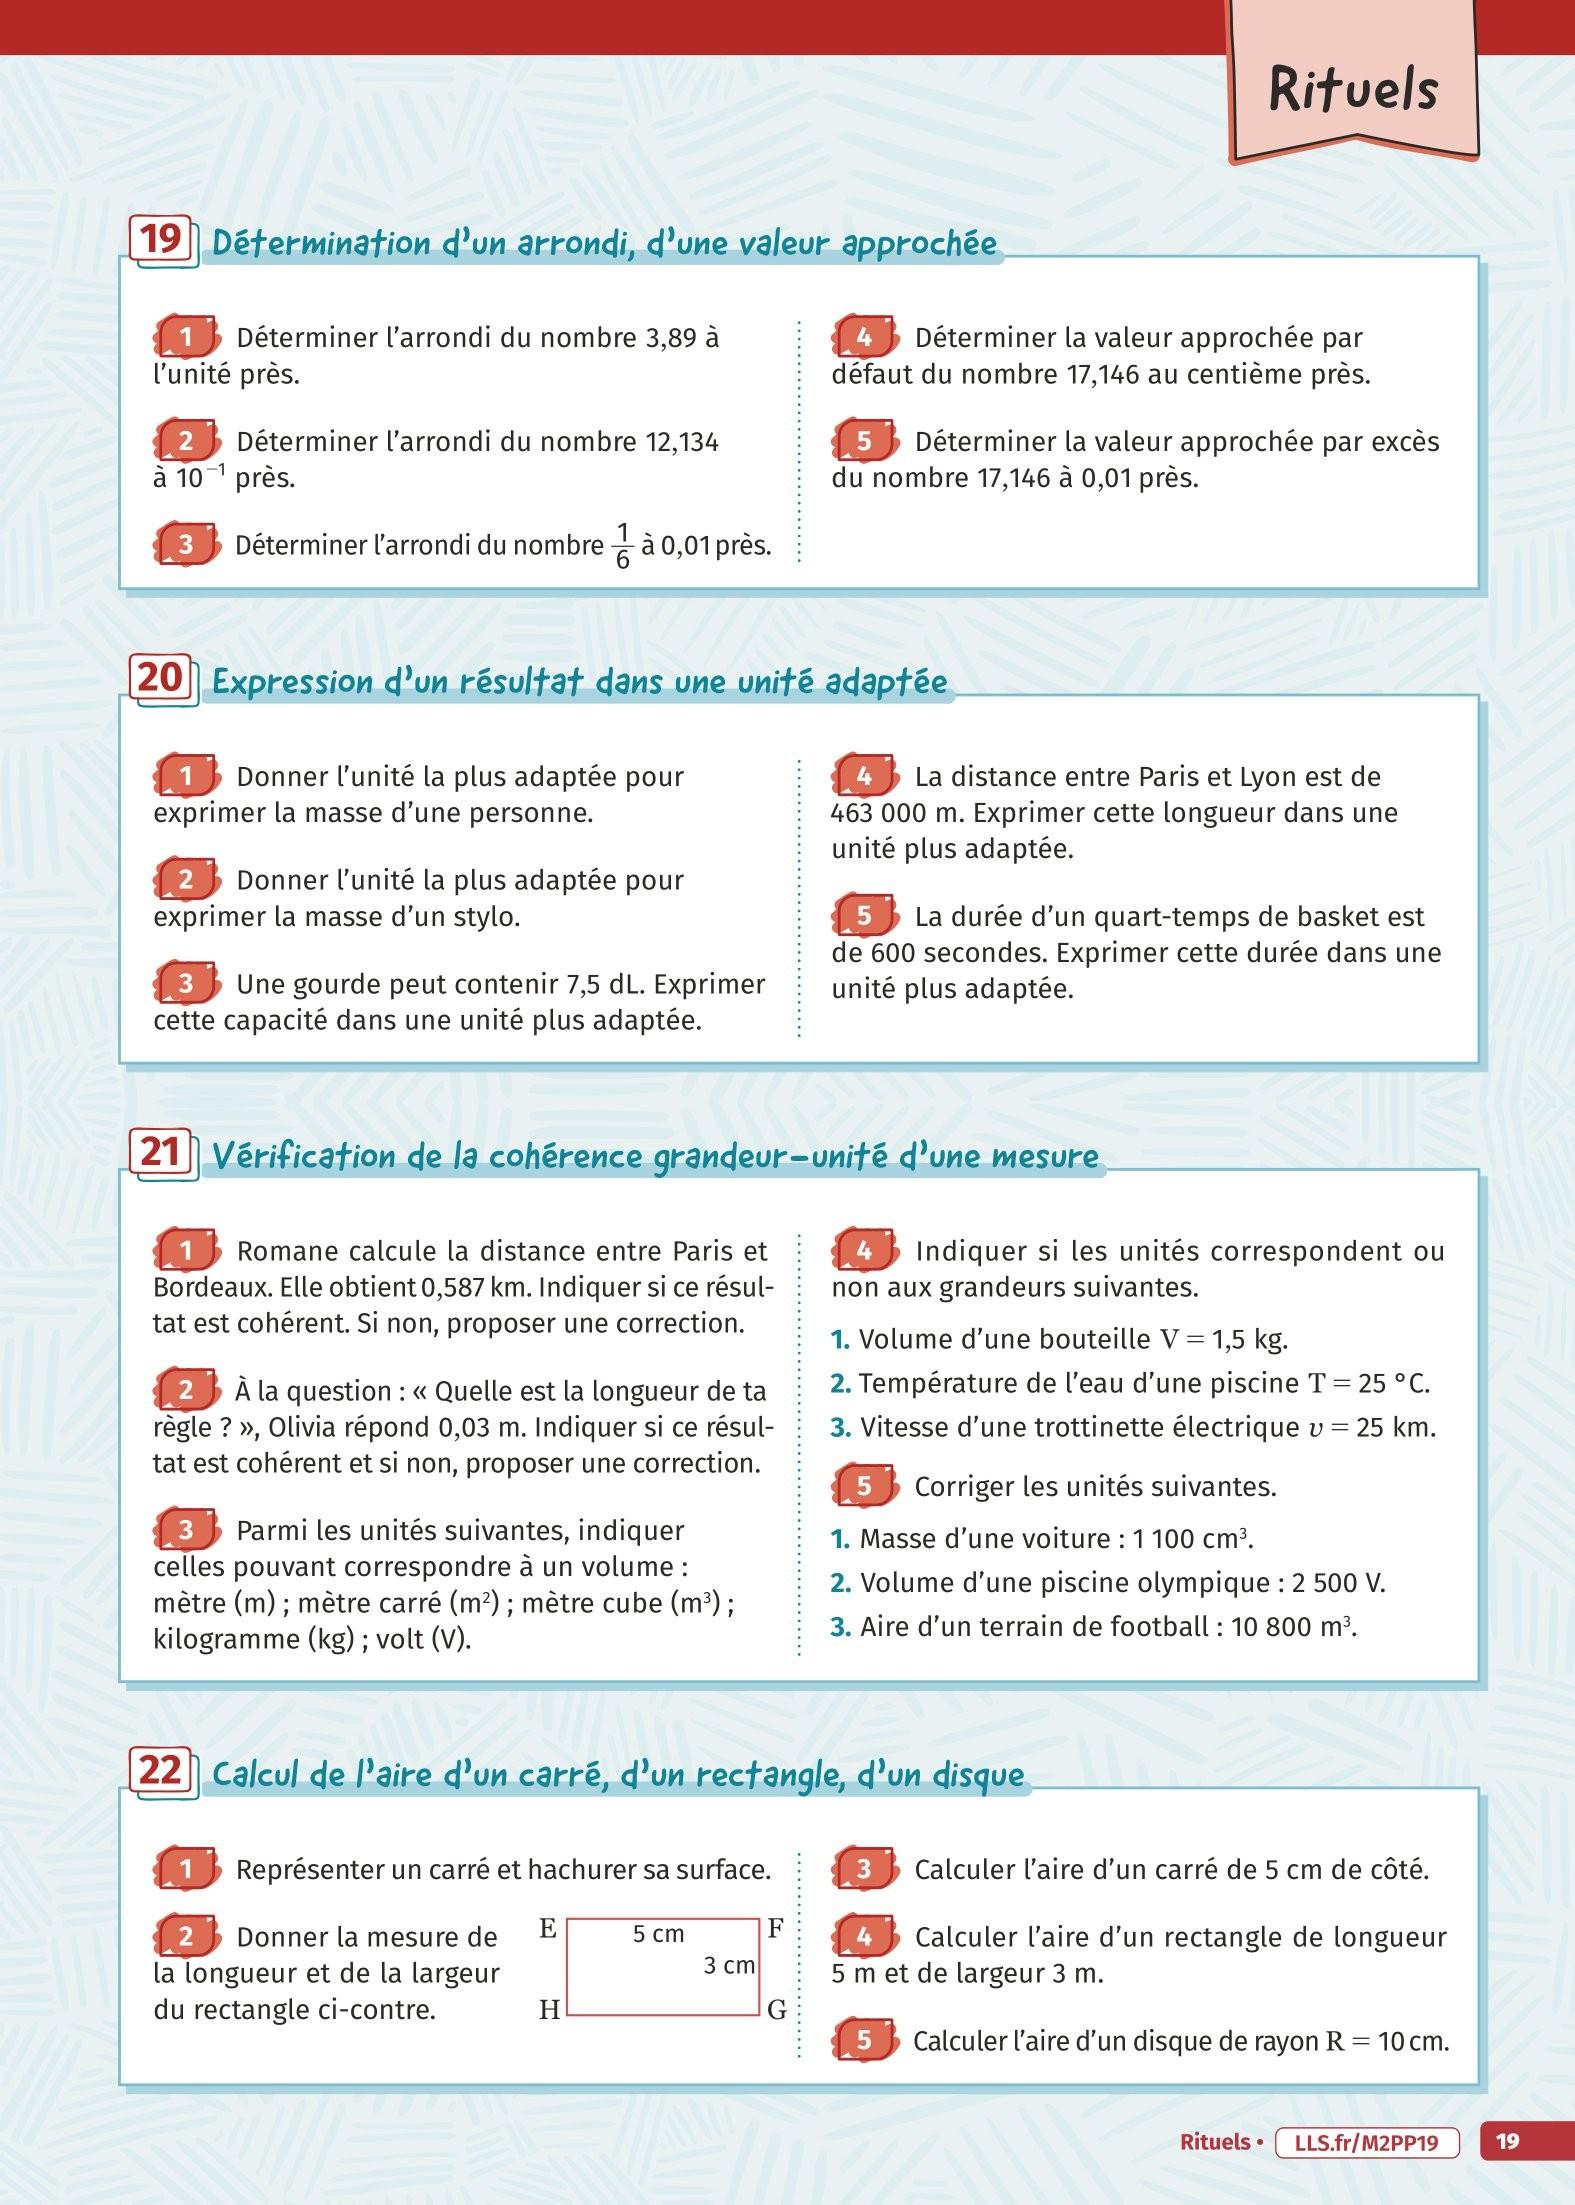 Rituels
19 Détermination d'un arrondi, d'une valeur approchée
1 Déterminer l'arrondi du nombre 3,89 à
l'unité près.
2 Déterminer l'arrondi du nombre 12,134
à 10⁻¹ près.
3 Déterminer l'arrondi du nombre 1/6 à 0,01 près.
4 Déterminer la valeur approchée par
défaut du nombre 17,146 au centième près.
5 Déterminer la valeur approchée par excès
du nombre 17,146 à 0,01 près.
20 Expression d'un résultat dans une unité adaptée
1 Donner l'unité la plus adaptée pour
exprimer la masse d'une personne.
2 Donner l'unité la plus adaptée pour
exprimer la masse d'un stylo.
3 Une gourde peut contenir 7,5 dL. Exprimer
cette capacité dans une unité plus adaptée.
4 La distance entre Paris et Lyon est de
463 000 m. Exprimer cette longueur dans une
unité plus adaptée.
5 La durée d'un quart-temps de basket est
de 600 secondes. Exprimer cette durée dans une
unité plus adaptée.
21 Vérification de la cohérence grandeur-unité d'une mesure
1 Romane calcule la distance entre Paris et
Bordeaux. Elle obtient 0,587 km. Indiquer si ce résul-
tat est cohérent. Si non, proposer une correction.
2 À la question : « Quelle est la longueur de ta
règle ? », Olivia répond 0,03 m. Indiquer si ce résul-
tat est cohérent et si non, proposer une correction.
3 Parmi les unités suivantes, indiquer
celles pouvant correspondre à un volume :
mètre (m) ; mètre carré (m²) ; mètre cube (m³) ;
kilogramme (kg) ; volt (V).
4 Indiquer si les unités correspondent ou
non aux grandeurs suivantes.
1. Volume d'une bouteille V = 1,5 kg.
2. Température de l'eau d'une piscine T = 25 °C.
3. Vitesse d'une trottinette électrique v = 25 km.
5 Corriger les unités suivantes.
1. Masse d'une voiture : 1 100 cm³.
2. Volume d'une piscine olympique : 2 500 V.
3. Aire d'un terrain de football : 10 800 m³.
22 Calcul de l'aire d'un carré, d'un rectangle, d'un disque
1 Représenter un carré et hachurer sa surface.
2 Donner la mesure de
la longueur et de la largeur
du rectangle ci-contre.
E 5 cm F
3 cm
H G
3 Calculer l'aire d'un carré de 5 cm de côté.
4 Calculer l'aire d'un rectangle de longueur
5 m et de largeur 3 m.
5 Calculer l'aire d'un disque de rayon R = 10 cm.
Rituels • LLS.fr/M2PP19 19